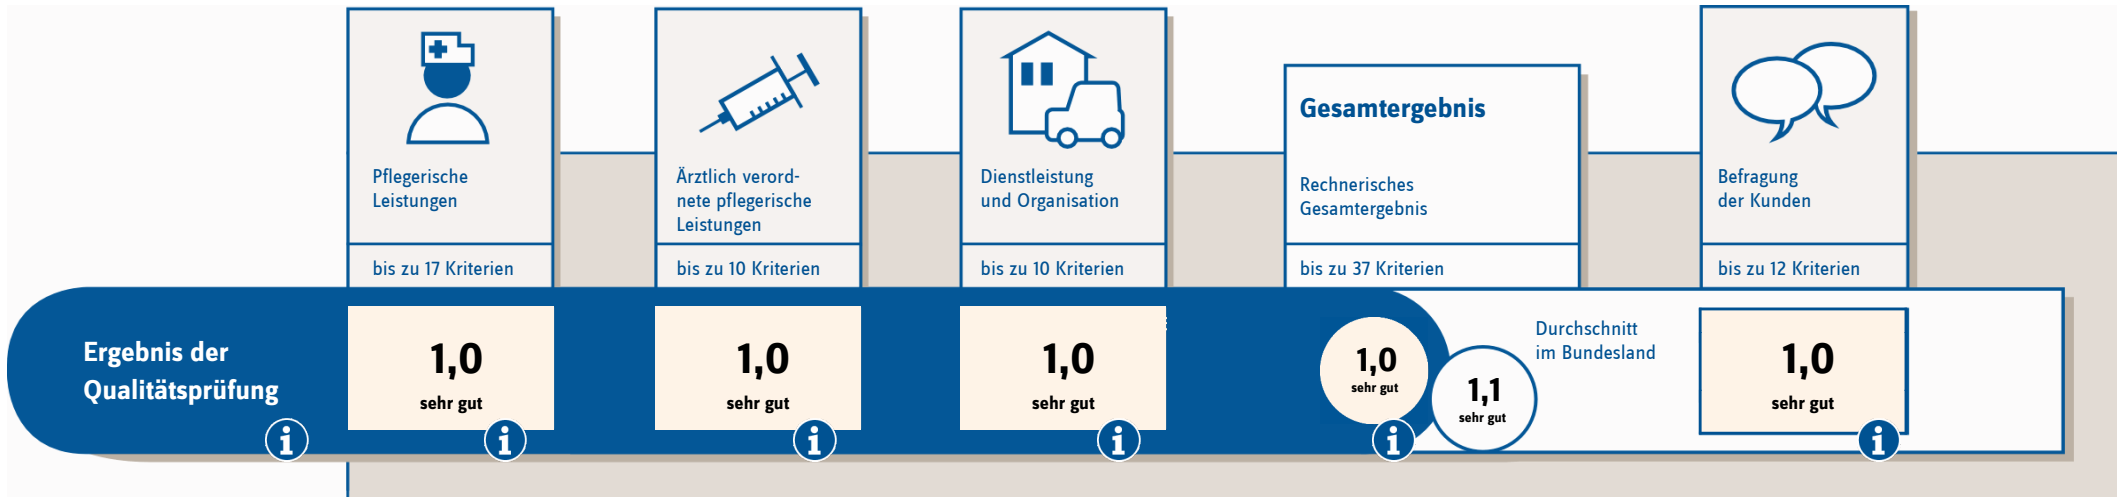 Pflegerische
Leistungen
bis zu 17 Kriterien
Ärztlich verord-
nete pflegerische
Leistungen
bis zu 10 Kriterien
Dienstleistung
und Organisation
bis zu 10 Kriterien
Gesamtergebnis
Rechnerisches
Gesamtergebnis
bis zu 37 Kriterien
Befragung
der Kunden
bis zu 12 Kriterien
Ergebnis der
Qualitätsprüfung
i
1,0
sehr gut
i
1,0
sehr gut
i
1,0
sehr gut
i
1,0
sehr gut
i
1,1
sehr gut
Durchschnitt
im Bundesland
1,0
sehr gut
i